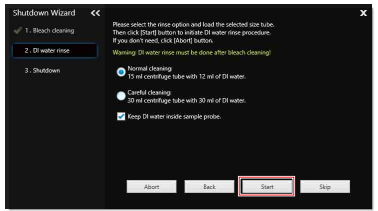 Shutdown Wizard <<
X
1. Bleach cleaning
2. DI water rinse
3. Shutdown
Please select the rinse option and load the selected size tube.
Then click [Start] button to initiate DI water rinse procedure.
If you don't need, click [Abort] button.
Warning: DI water rinse must be done after bleach cleaning!
Normal cleaning:
15 ml centrifuge tube with 12 ml of DI water.
Careful cleaning:
30 ml centrifuge tube with 30 ml of DI water.
Keep DI water inside sample probe.
Abort Back Start Skip